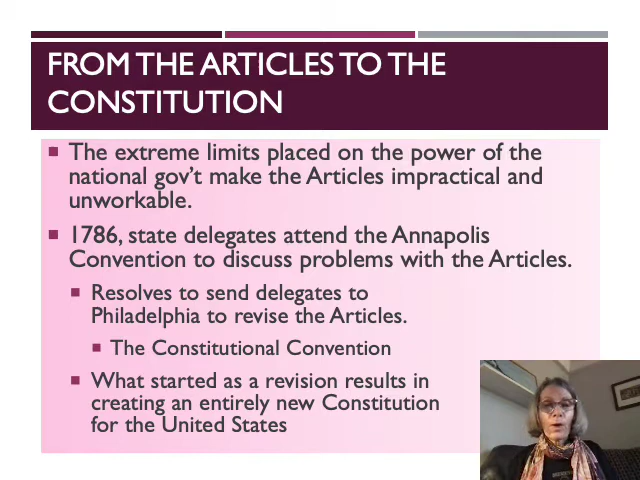 FROM THE ARTICLES TO THE
CONSTITUTION
The extreme limits placed on the power of the
national gov't make the Articles impractical and
unworkable.
1786, state delegates attend the Annapolis
Convention to discuss problems with the Articles.
Resolves to send delegates to
Philadelphia to revise the Articles.
The Constitutional Convention
What started as a revision results in
creating an entirely new Constitution
for the United States